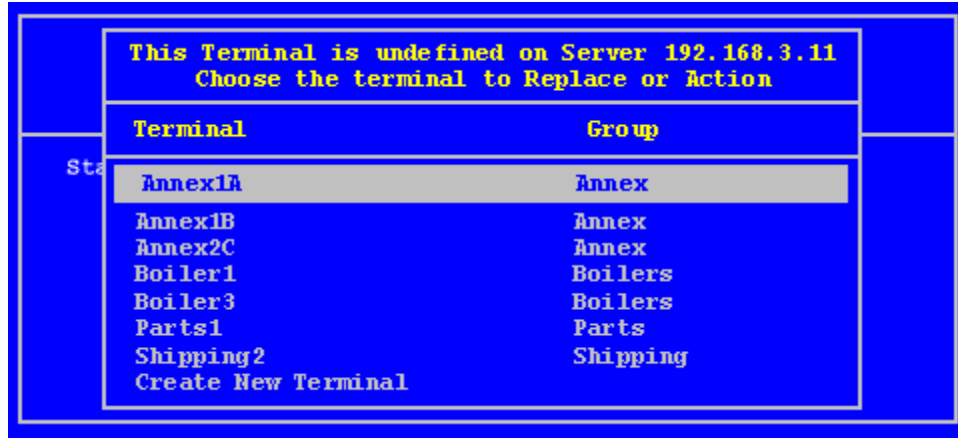 This Terminal is undefined on Server 192.168.3.11
Choose the terminal to Replace or Action
Terminal Group
Sta
Annex1A Annex
Annex1B Annex
Annex2C Annex
Boiler1 Boilers
Boiler3 Boilers
Parts1 Parts
Shipping2 Shipping
Create New Terminal